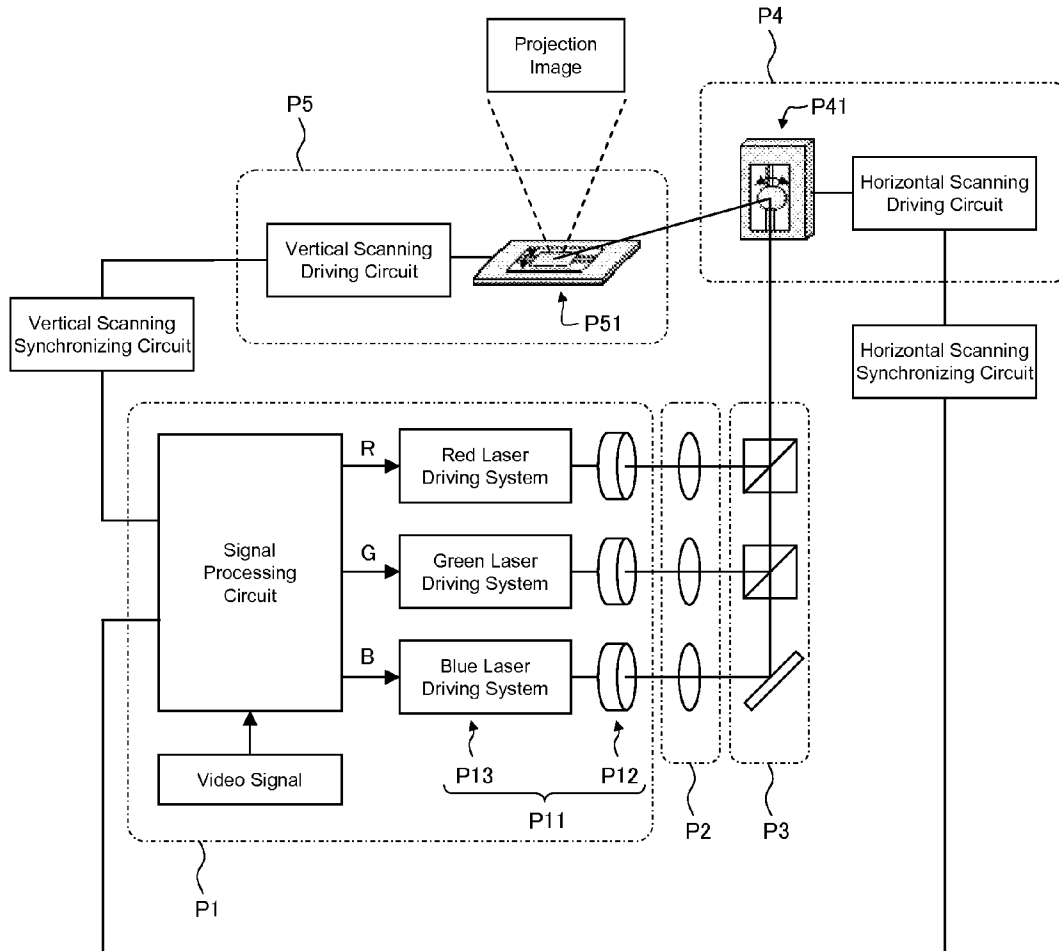 P4
Projection
Image
P5
P41
Horizontal Scanning
Driving Circuit
Vertical Scanning
Driving Circuit
P51
Vertical Scanning
Synchronizing Circuit
Horizontal Scanning
Synchronizing Circuit
R
Red Laser
Driving System
Signal
Processing
Circuit
G
Green Laser
Driving System
B
Blue Laser
Driving System
Video Signal
P13
P12
P11
P2
P3
P1